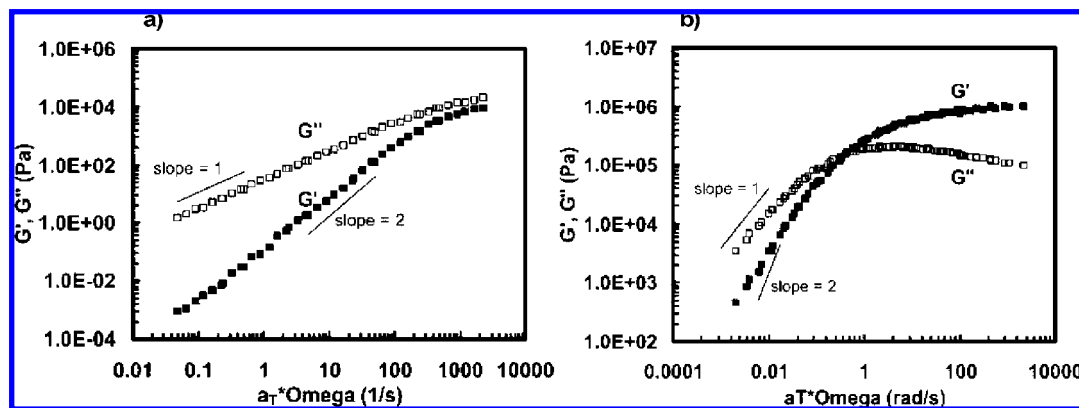 a)
1.0E+06
1.0E+04
1.0E+02
1.0E+00
1.0E-02
1.0E-04
G', G'' (Pa)
slope = 1
G''
G'
slope = 2
0.01 0.1 1 10 100 1000 10000
aT*Omega (1/s)
b)
1.0E+07
1.0E+06
1.0E+05
1.0E+04
1.0E+03
1.0E+02
G', G'' (Pa)
G'
slope = 1
G''
slope = 2
0.0001 0.01 1 100 10000
aT*Omega (rad/s)